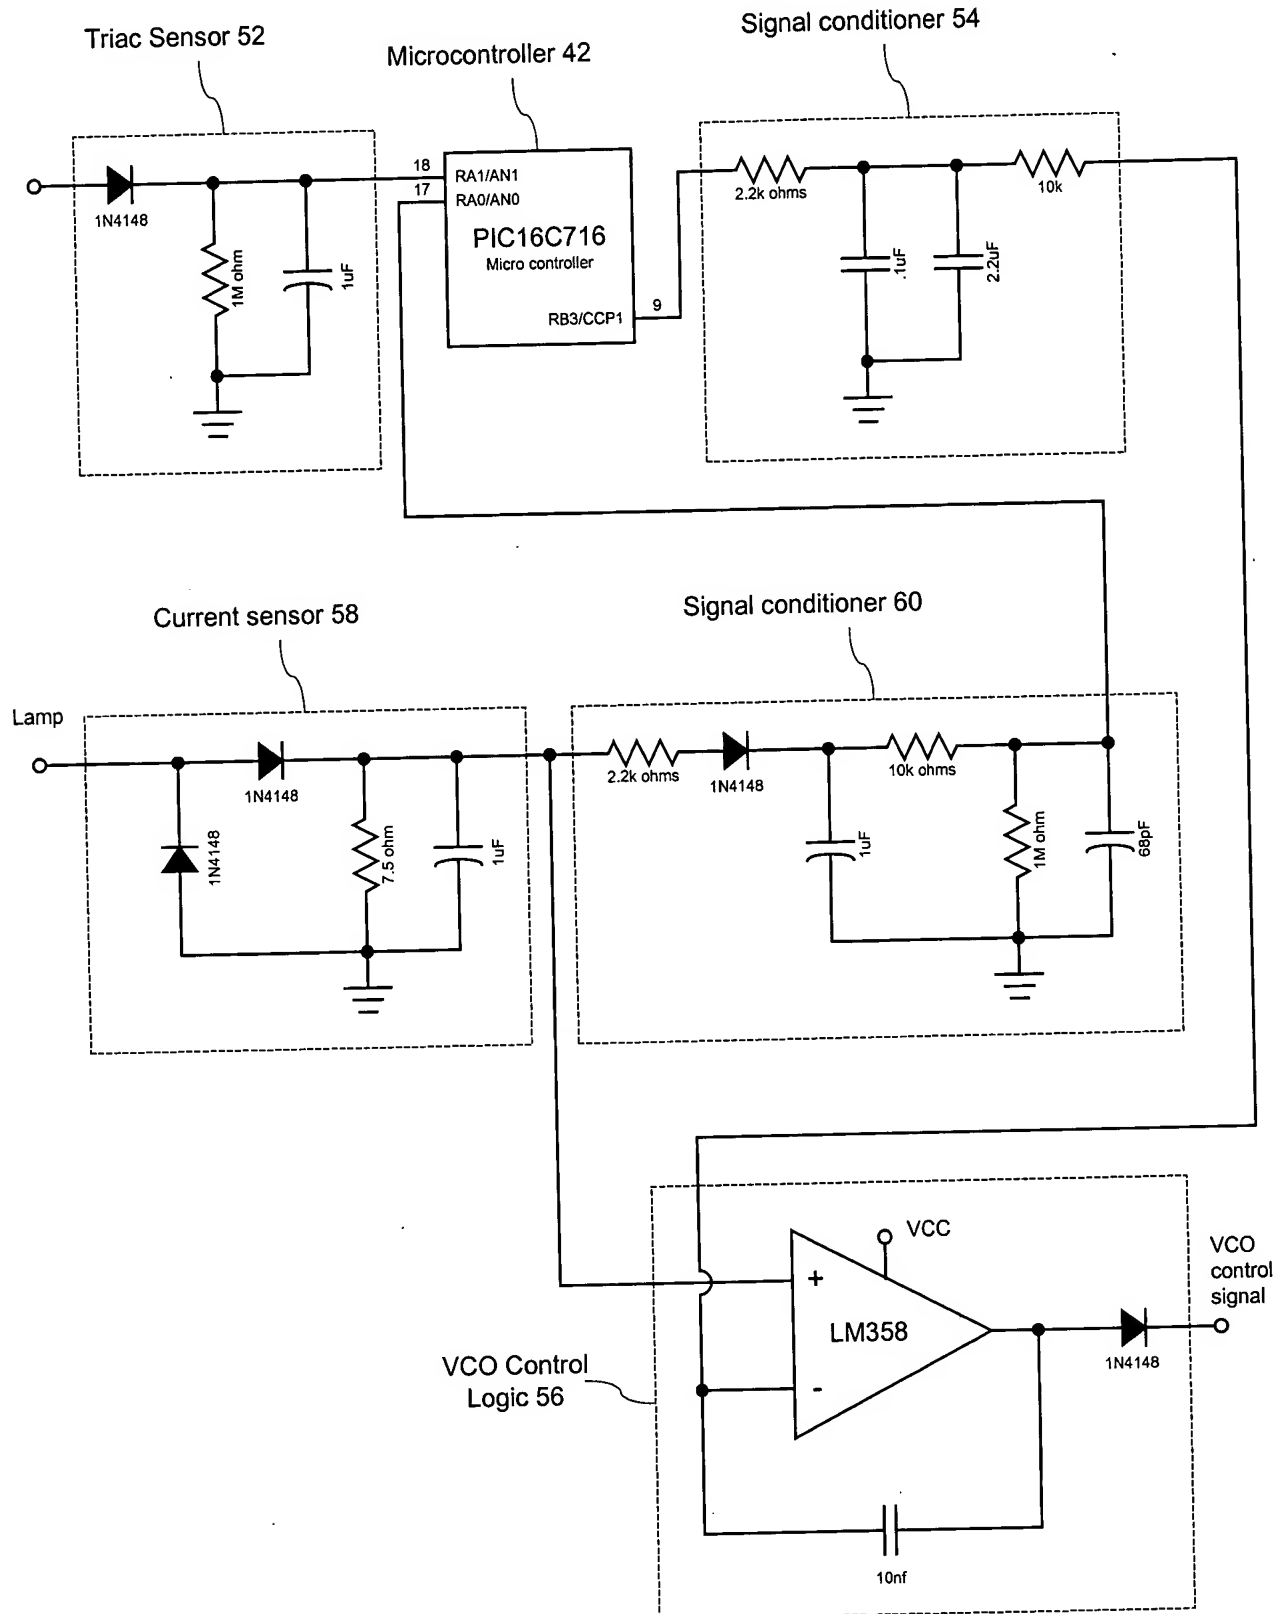 Triac Sensor 52
Microcontroller 42
Signal conditioner 54
1N4148
1M ohm
1uF
18
17
RA1/AN1
RA0/AN0
PIC16C716
Micro controller
RB3/CCP1
9
2.2k ohms
.1uF
2.2uF
10k
Current sensor 58
Signal conditioner 60
Lamp
1N4148
1N4148
7.5 ohm
1uF
2.2k ohms
1N4148
1uF
10k ohms
1M ohm
68pF
VCO Control
Logic 56
+
-
LM358
VCC
1N4148
10nf
VCO
control
signal